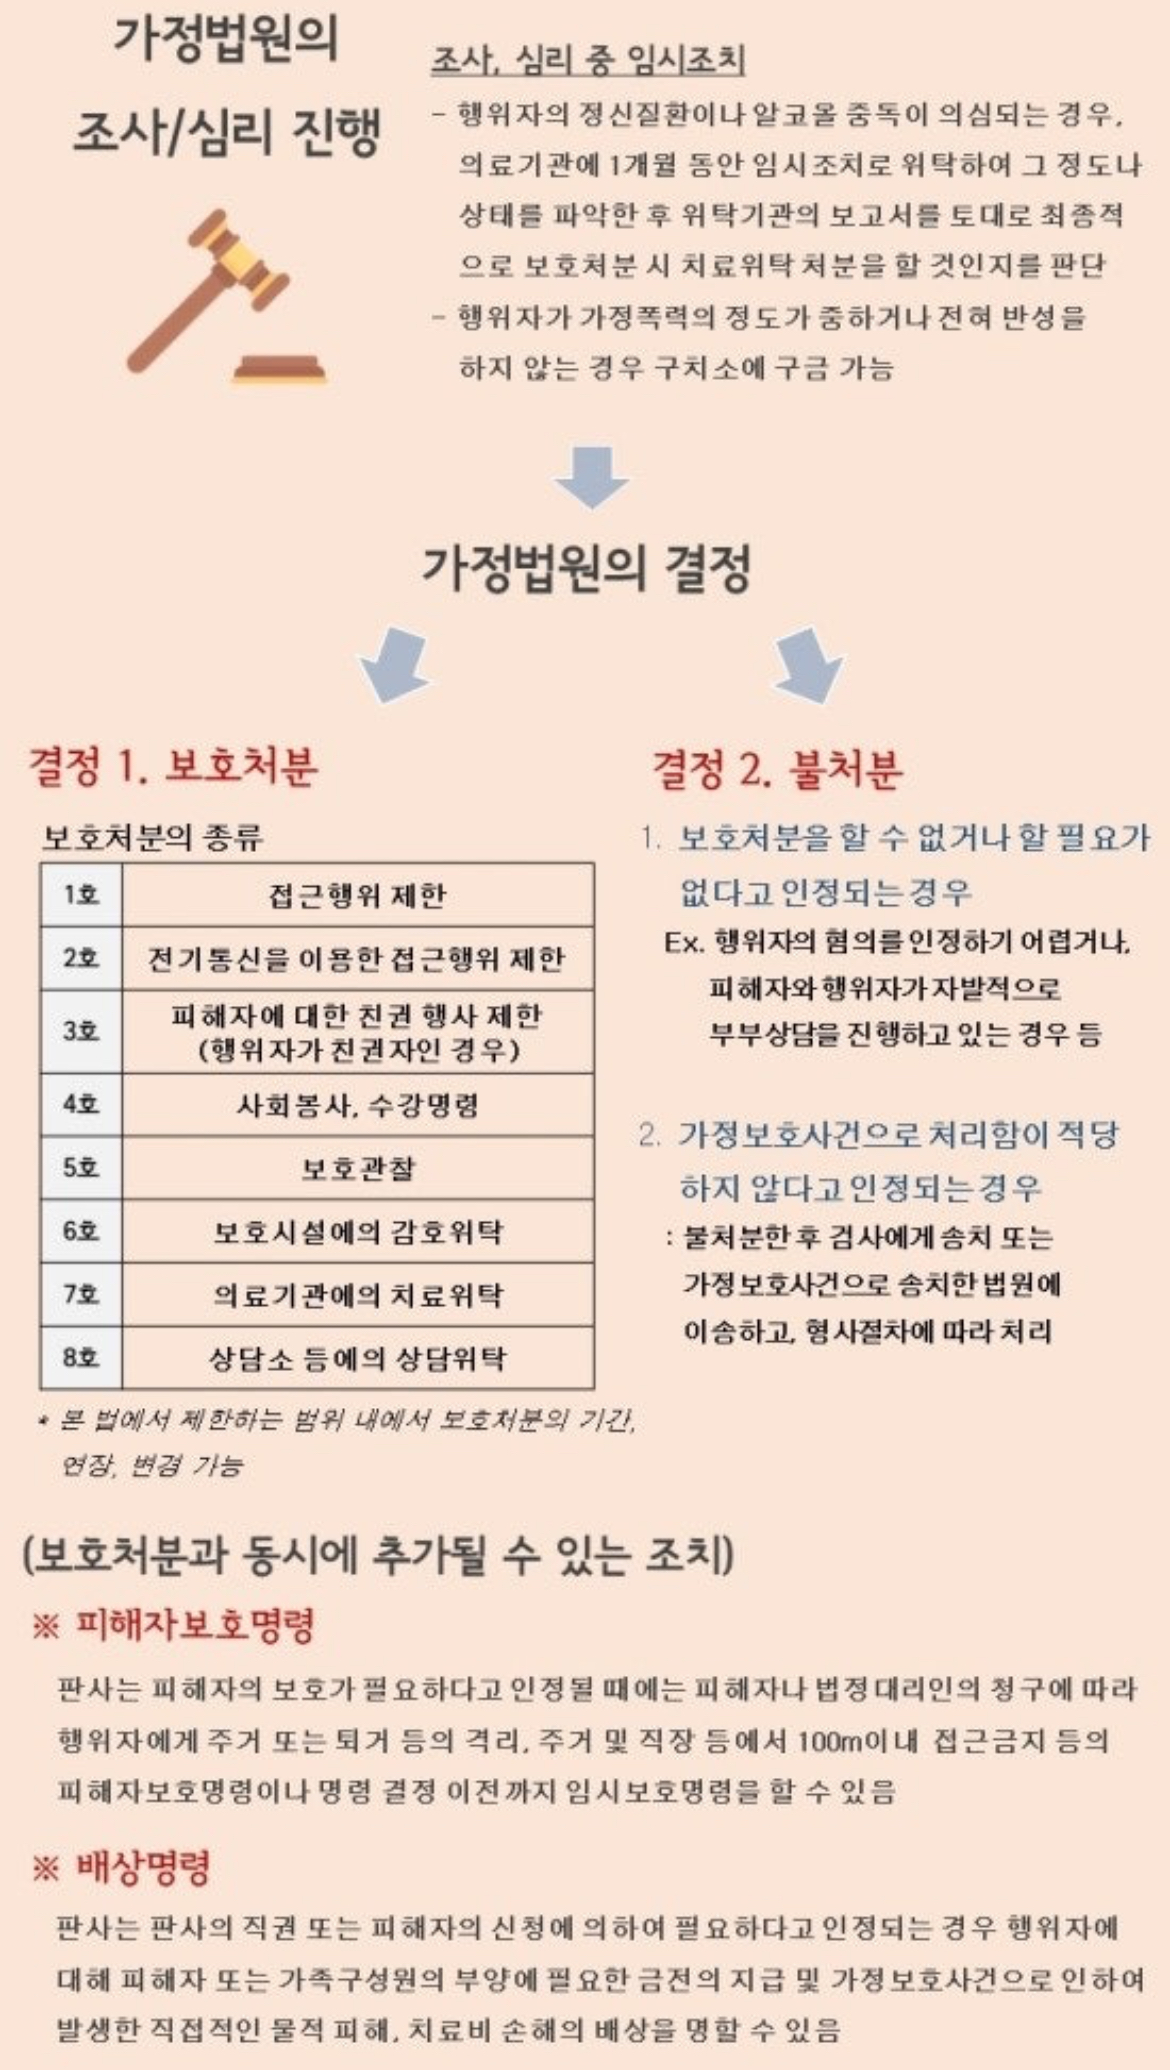 가정법원의
조사/심리 진행
조사, 심리 중 임시조치
- 행위자의 정신질환이나 알코올 중독이 의심되는 경우,
의료기관에 1개월 동안 임시조치로 위탁하여 그 정도나
상태를 파악한 후 위탁기관의 보고서를 토대로 최종적
으로 보호처분 시 치료위탁 처분을 할 것인지를 판단
- 행위자가 가정폭력의 정도가 중하거나 전혀 반성을
하지 않는 경우 구치소에 구금 가능
가정법원의 결정
결정 1. 보호처분
보호처분의 종류
1호 접근행위 제한
2호 전기통신을 이용한 접근행위 제한
3호 피해자에 대한 친권 행사 제한
(행위자가 친권자인 경우)
4호 사회봉사, 수강명령
5호 보호관찰
6호 보호시설에의 감호위탁
7호 의료기관에의 치료위탁
8호 상담소 등에의 상담위탁
* 본 법에서 제한하는 범위 내에서 보호처분의 기간,
연장, 변경 가능
결정 2. 불처분
1. 보호처분을 할 수 없거나 할 필요가
없다고 인정되는 경우
Ex. 행위자의 혐의를 인정하기 어렵거나,
피해자와 행위자가 자발적으로
부부상담을 진행하고 있는 경우 등
2. 가정보호사건으로 처리함이 적당
하지 않다고 인정되는 경우
: 불처분한 후 검사에게 송치 또는
가정보호사건으로 송치한 법원에
이송하고, 형사절차에 따라 처리
(보호처분과 동시에 추가될 수 있는 조치)
※ 피해자보호명령
판사는 피해자의 보호가 필요하다고 인정될 때에는 피해자나 법정대리인의 청구에 따라
행위자에게 주거 또는 퇴거 등의 격리, 주거 및 직장 등에서 100m이내 접근금지 등의
피해자보호명령이나 명령 결정 이전까지 임시보호명령을 할 수 있음
※ 배상명령
판사는 판사의 직권 또는 피해자의 신청에 의하여 필요하다고 인정되는 경우 행위자에
대해 피해자 또는 가족구성원의 부양에 필요한 금전의 지급 및 가정보호사건으로 인하여
발생한 직접적인 물적 피해, 치료비 손해의 배상을 명할 수 있음